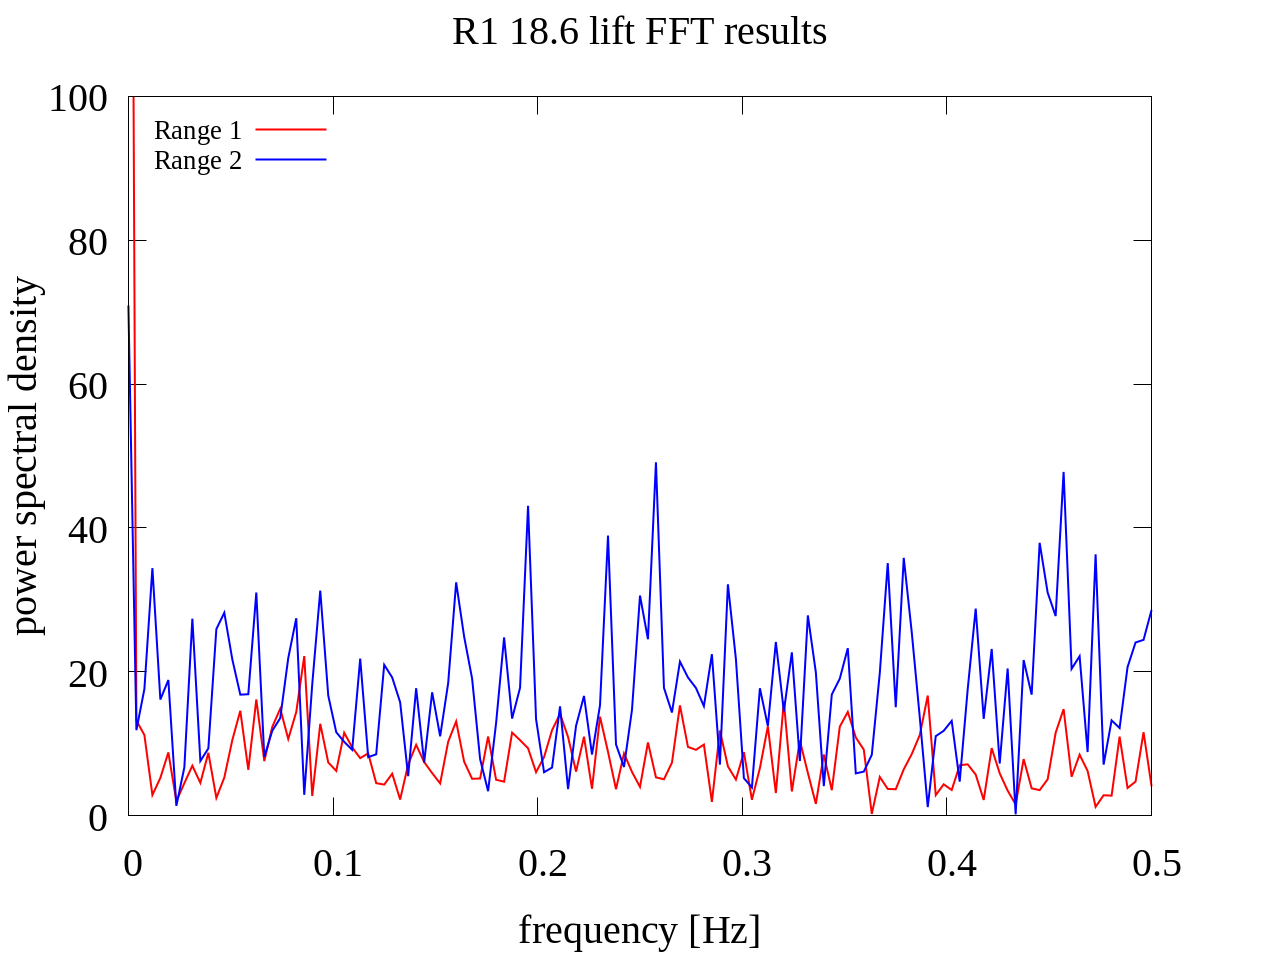 R1 18.6 lift FFT results
100
80
60
40
20
0
power spectral density
Range 1
Range 2
0 0.1 0.2 0.3 0.4 0.5
frequency [Hz]